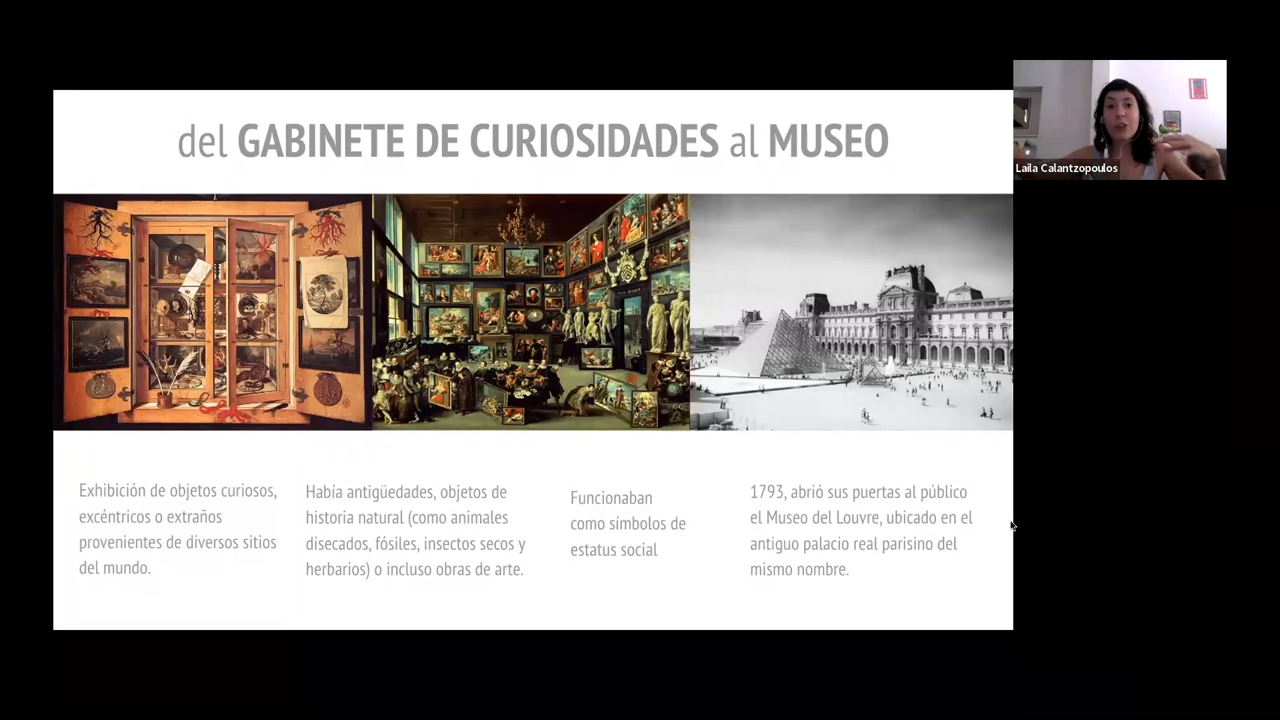 del GABINETE DE CURIOSIDADES al MUSEO
Laila Calantzopoulos
Exhibición de objetos curiosos,
excéntricos o extraños
provenientes de diversos sitios
del mundo.
Había antigüedades, objetos de
historia natural (como animales
disecados, fósiles, insectos secos y
herbarios) o incluso obras de arte.
Funcionaban
como símbolos de
estatus social
1793, abrió sus puertas al público
el Museo del Louvre, ubicado en el
antiguo palacio real parisino del
mismo nombre.